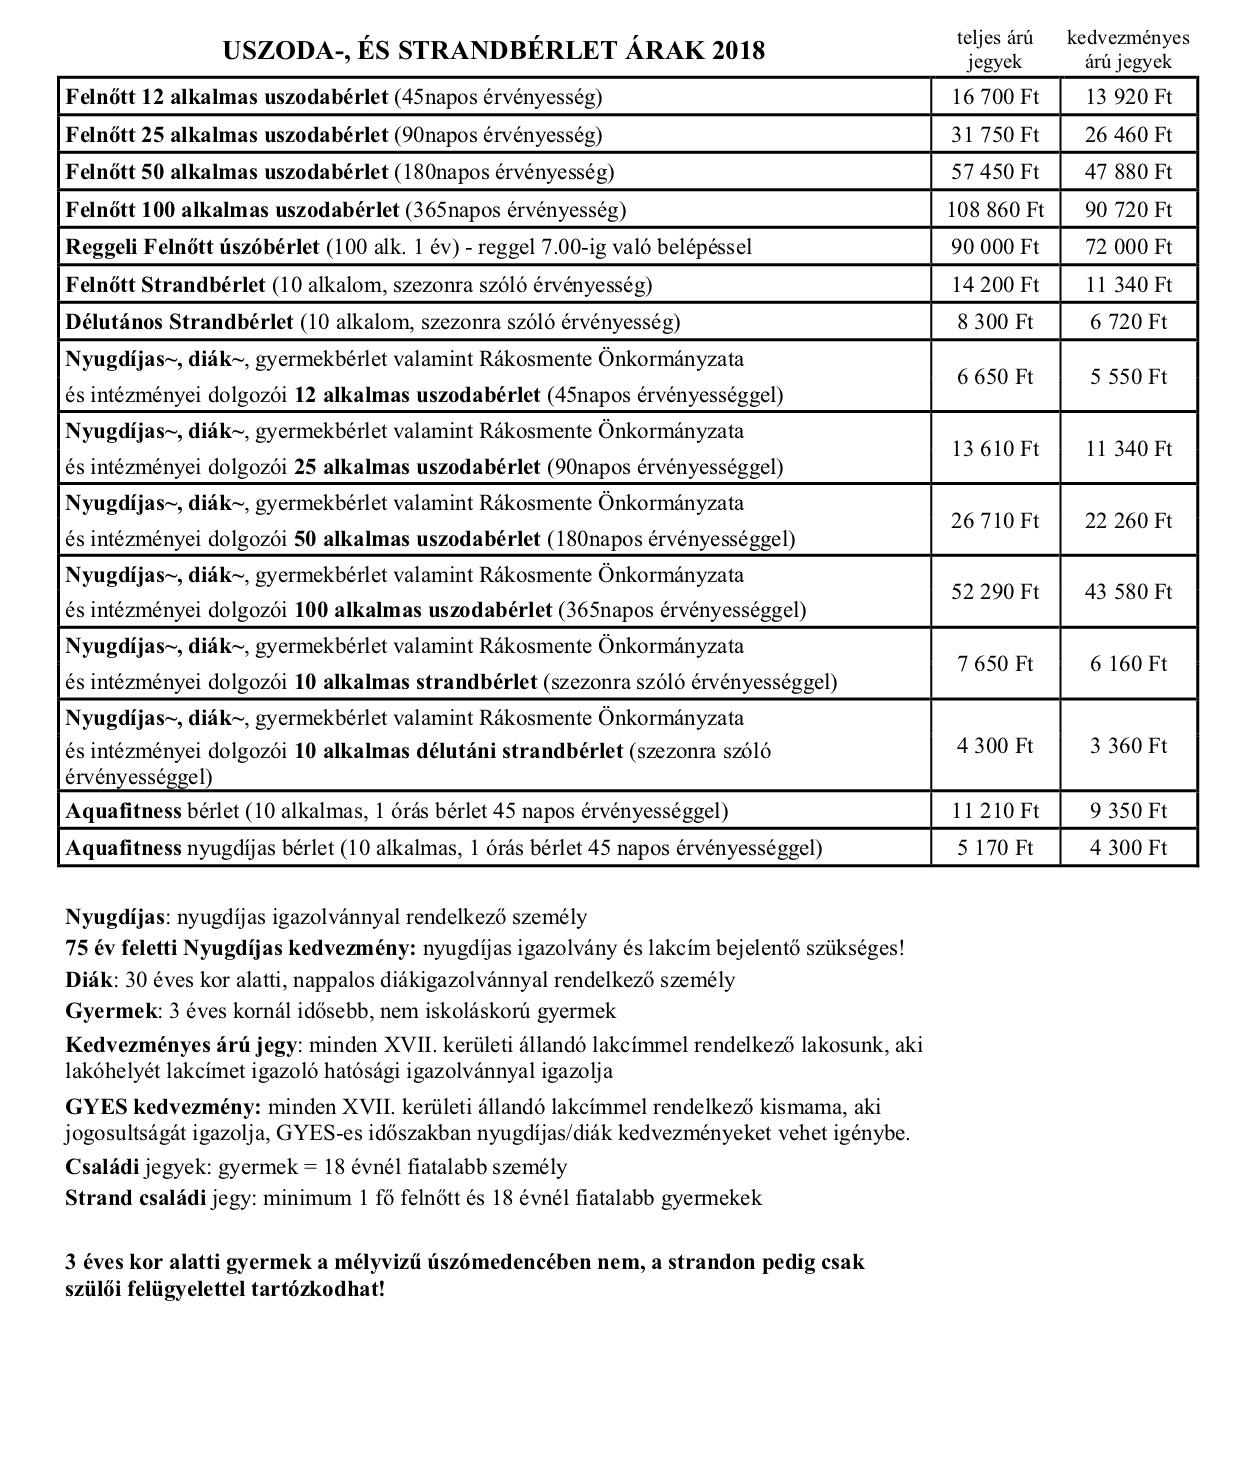 USZODA-, ÉS STRANDBÉRLET ÁRAK 2018
teljes árú jegyek
kedvezményes árú jegyek
Felnőtt 12 alkalmas uszodabérlet (45napos érvényesség) 16 700 Ft 13 920 Ft
Felnőtt 25 alkalmas uszodabérlet (90napos érvényesség) 31 750 Ft 26 460 Ft
Felnőtt 50 alkalmas uszodabérlet (180napos érvényesség) 57 450 Ft 47 880 Ft
Felnőtt 100 alkalmas uszodabérlet (365napos érvényesség) 108 860 Ft 90 720 Ft
Reggeli Felnőtt úszóbérlet (100 alk. 1 év) - reggel 7.00-ig való belépéssel 90 000 Ft 72 000 Ft
Felnőtt Strandbérlet (10 alkalom, szezonra szóló érvényesség) 14 200 Ft 11 340 Ft
Délutános Strandbérlet (10 alkalom, szezonra szóló érvényesség) 8 300 Ft 6 720 Ft
Nyugdíjas~, diák~, gyermekbérlet valamint Rákosmente Önkormányzata
és intézményei dolgozói 12 alkalmas uszodabérlet (45napos érvényességgel) 6 650 Ft 5 550 Ft
Nyugdíjas~, diák~, gyermekbérlet valamint Rákosmente Önkormányzata
és intézményei dolgozói 25 alkalmas uszodabérlet (90napos érvényességgel) 13 610 Ft 11 340 Ft
Nyugdíjas~, diák~, gyermekbérlet valamint Rákosmente Önkormányzata
és intézményei dolgozói 50 alkalmas uszodabérlet (180napos érvényességgel) 26 710 Ft 22 260 Ft
Nyugdíjas~, diák~, gyermekbérlet valamint Rákosmente Önkormányzata
és intézményei dolgozói 100 alkalmas uszodabérlet (365napos érvényességgel) 52 290 Ft 43 580 Ft
Nyugdíjas~, diák~, gyermekbérlet valamint Rákosmente Önkormányzata
és intézményei dolgozói 10 alkalmas strandbérlet (szezonra szóló érvényességgel) 7 650 Ft 6 160 Ft
Nyugdíjas~, diák~, gyermekbérlet valamint Rákosmente Önkormányzata
és intézményei dolgozói 10 alkalmas délutáni strandbérlet (szezonra szóló
érvényességgel) 4 300 Ft 3 360 Ft
Aquafitness bérlet (10 alkalmas, 1 órás bérlet 45 napos érvényességgel) 11 210 Ft 9 350 Ft
Aquafitness nyugdíjas bérlet (10 alkalmas, 1 órás bérlet 45 napos érvényességgel) 5 170 Ft 4 300 Ft
Nyugdíjas: nyugdíjas igazolvánnyal rendelkező személy
75 év feletti Nyugdíjas kedvezmény: nyugdíjas igazolvány és lakcím bejelentő szükséges!
Diák: 30 éves kor alatti, nappalos diákigazolvánnyal rendelkező személy
Gyermek: 3 éves kornál idősebb, nem iskoláskorú gyermek
Kedvezményes árú jegy: minden XVII. kerületi állandó lakcímmel rendelkező lakosunk, aki
lakóhelyét lakcímet igazoló hatósági igazolvánnyal igazolja
GYES kedvezmény: minden XVII. kerületi állandó lakcímmel rendelkező kismama, aki
jogosultságát igazolja, GYES-es időszakban nyugdíjas/diák kedvezményeket vehet igénybe.
Családi jegyek: gyermek = 18 évnél fiatalabb személy
Strand családi jegy: minimum 1 fő felnőtt és 18 évnél fiatalabb gyermekek
3 éves kor alatti gyermek a mélyvizű úszómedencében nem, a strandon pedig csak
szülői felügyelettel tartózkodhat!